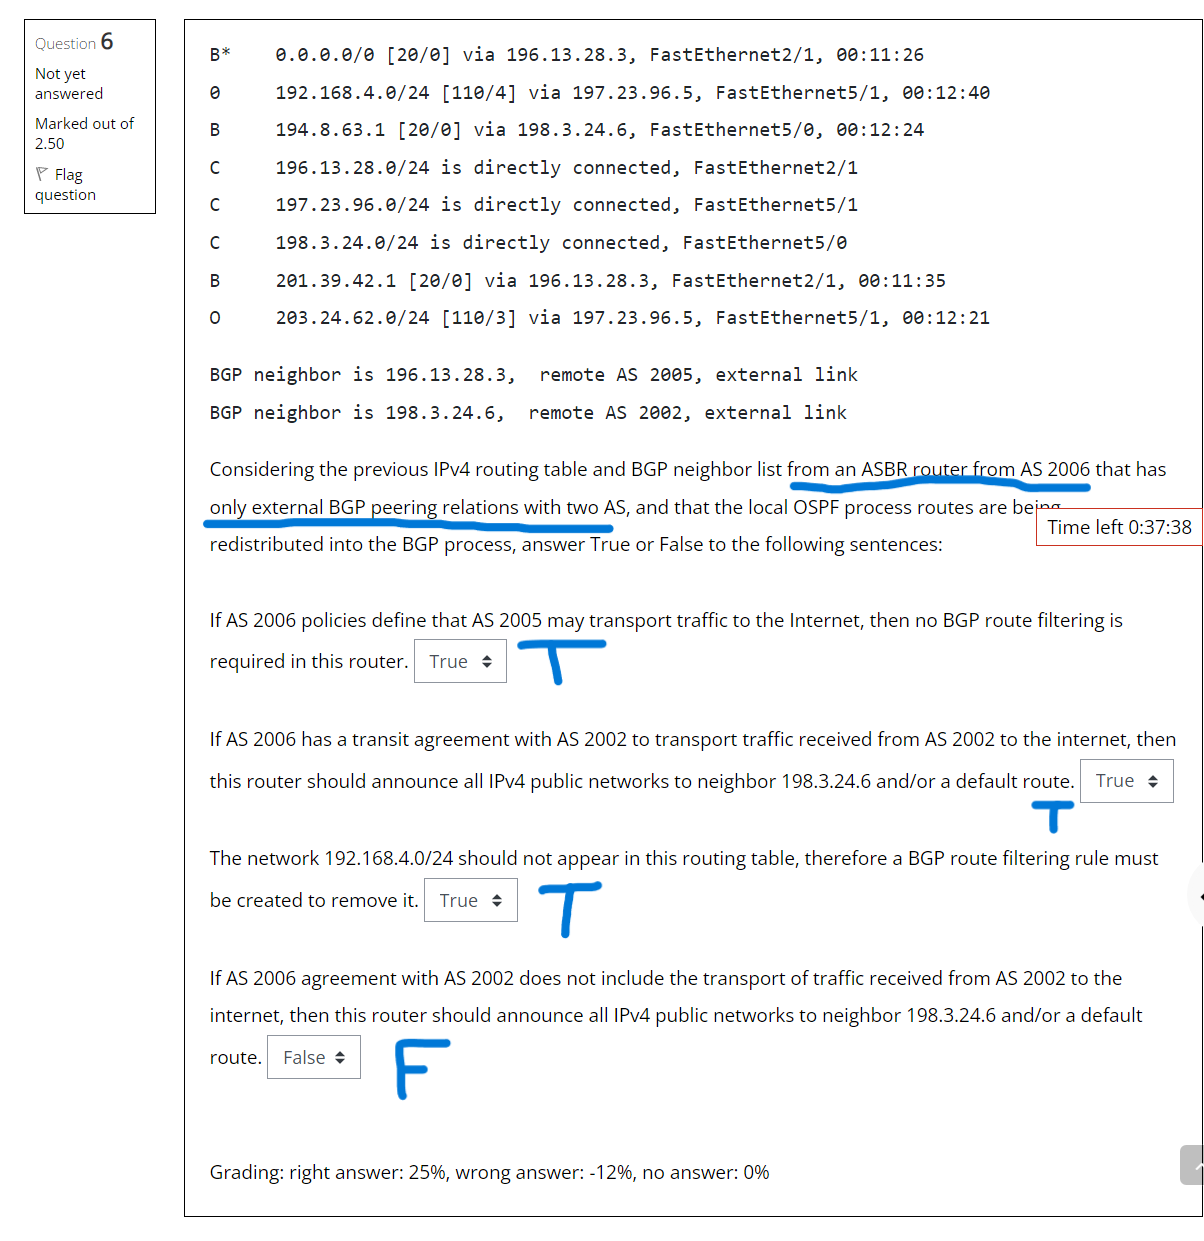 Question 6
Not yet
answered
Marked out of
2.50
Flag
question
B* 0.0.0.0/0 [20/0] via 196.13.28.3, FastEthernet2/1, 00:11:26
0 192.168.4.0/24 [110/4] via 197.23.96.5, FastEthernet5/1, 00:12:40
B 194.8.63.1 [20/0] via 198.3.24.6, FastEthernet5/0, 00:12:24
C 196.13.28.0/24 is directly connected, FastEthernet2/1
C 197.23.96.0/24 is directly connected, FastEthernet5/1
C 198.3.24.0/24 is directly connected, FastEthernet5/0
B 201.39.42.1 [20/0] via 196.13.28.3, FastEthernet2/1, 00:11:35
O 203.24.62.0/24 [110/3] via 197.23.96.5, FastEthernet5/1, 00:12:21
BGP neighbor is 196.13.28.3, remote AS 2005, external link
BGP neighbor is 198.3.24.6, remote AS 2002, external link
Considering the previous IPv4 routing table and BGP neighbor list from an ASBR router from AS 2006 that has
only external BGP peering relations with two AS, and that the local OSPF process routes are being
Time left 0:37:38
redistributed into the BGP process, answer True or False to the following sentences:
If AS 2006 policies define that AS 2005 may transport traffic to the Internet, then no BGP route filtering is
required in this router. True T
If AS 2006 has a transit agreement with AS 2002 to transport traffic received from AS 2002 to the internet, then
this router should announce all IPv4 public networks to neighbor 198.3.24.6 and/or a default route. True
T
The network 192.168.4.0/24 should not appear in this routing table, therefore a BGP route filtering rule must
be created to remove it. True T
If AS 2006 agreement with AS 2002 does not include the transport of traffic received from AS 2002 to the
internet, then this router should announce all IPv4 public networks to neighbor 198.3.24.6 and/or a default
route. False F
Grading: right answer: 25%, wrong answer: -12%, no answer: 0%